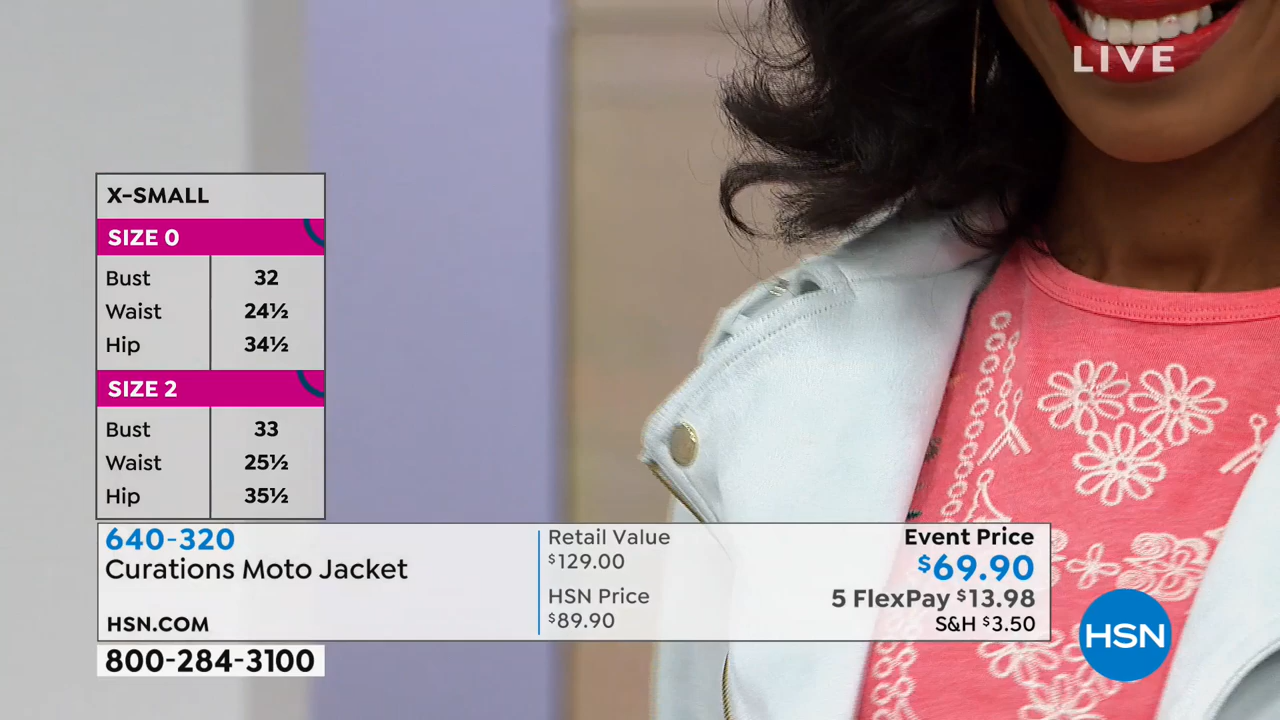 LIVE
X-SMALL
SIZE 0
Bust 32
Waist 24½
Hip 34½
SIZE 2
Bust 33
Waist 25½
Hip 35½
640-320
Curations Moto Jacket
HSN.COM
Retail Value
$129.00
HSN Price
$89.90
Event Price
$69.90
5 FlexPay $13.98
S&H $3.50
HSN
800-284-3100